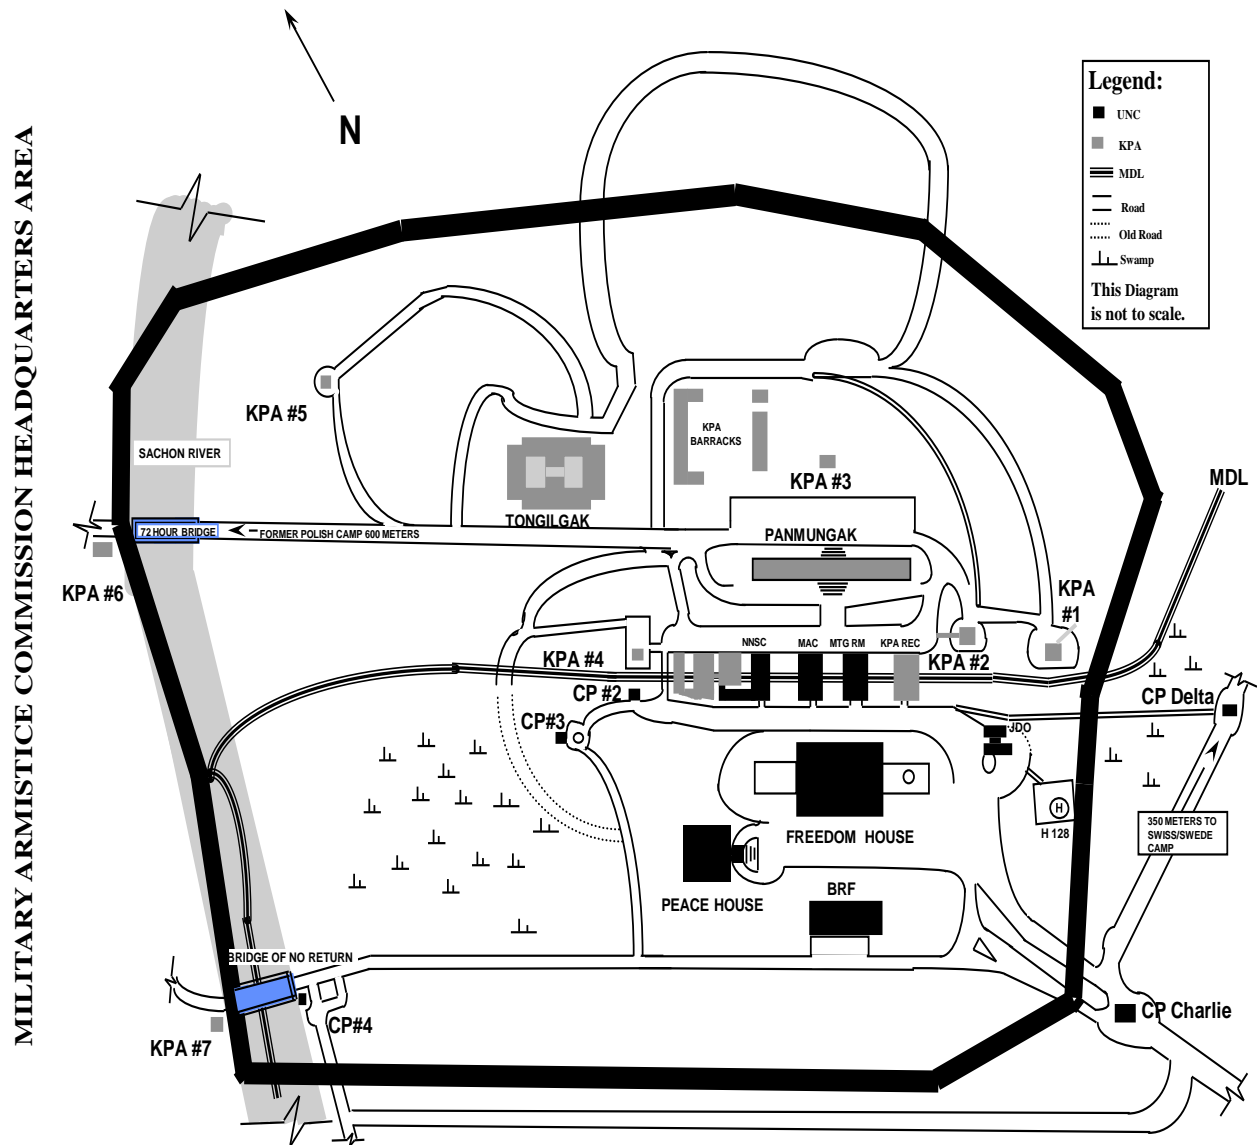 MILITARY ARMISTICE COMMISSION HEADQUARTERS AREA
N
Legend:
UNC
KPA
MDL
Road
Old Road
Swamp
This Diagram
is not to scale.
KPA #5
SACHON RIVER
KPA
BARRACKS
KPA #3
MDL
TONGILGAK
72 HOUR BRIDGE
FORMER POLISH CAMP 600 METERS
PANMUNGAK
KPA #6
KPA
#1
NNSC
MAC
MTG RM
KPA REC
KPA #4
KPA #2
CP #2
CP Delta
CP#3
JDO
H
H 128
350 METERS TO
SWISS/SWEDE
CAMP
FREEDOM HOUSE
PEACE HOUSE
BRF
BRIDGE OF NO RETURN
CP#4
CP Charlie
KPA #7